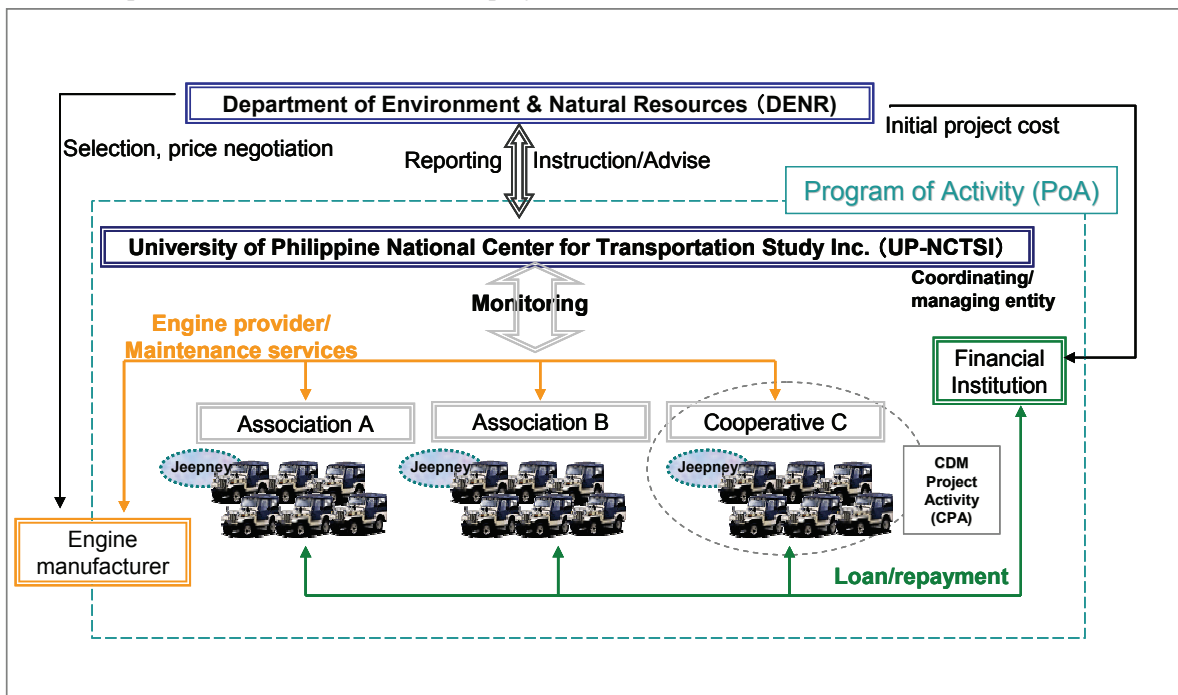 Department of Environment & Natural Resources (DENR)
Selection, price negotiation
Reporting
Instruction/Advise
Initial project cost
Program of Activity (PoA)
University of Philippine National Center for Transportation Study Inc. (UP-NCTSI)
Coordinating/
managing entity
Monitoring
Engine provider/
Maintenance services
Financial
Institution
Association A
Association B
Cooperative C
Jeepney
Jeepney
Jeepney
CDM
Project
Activity
(CPA)
Engine
manufacturer
Loan/repayment